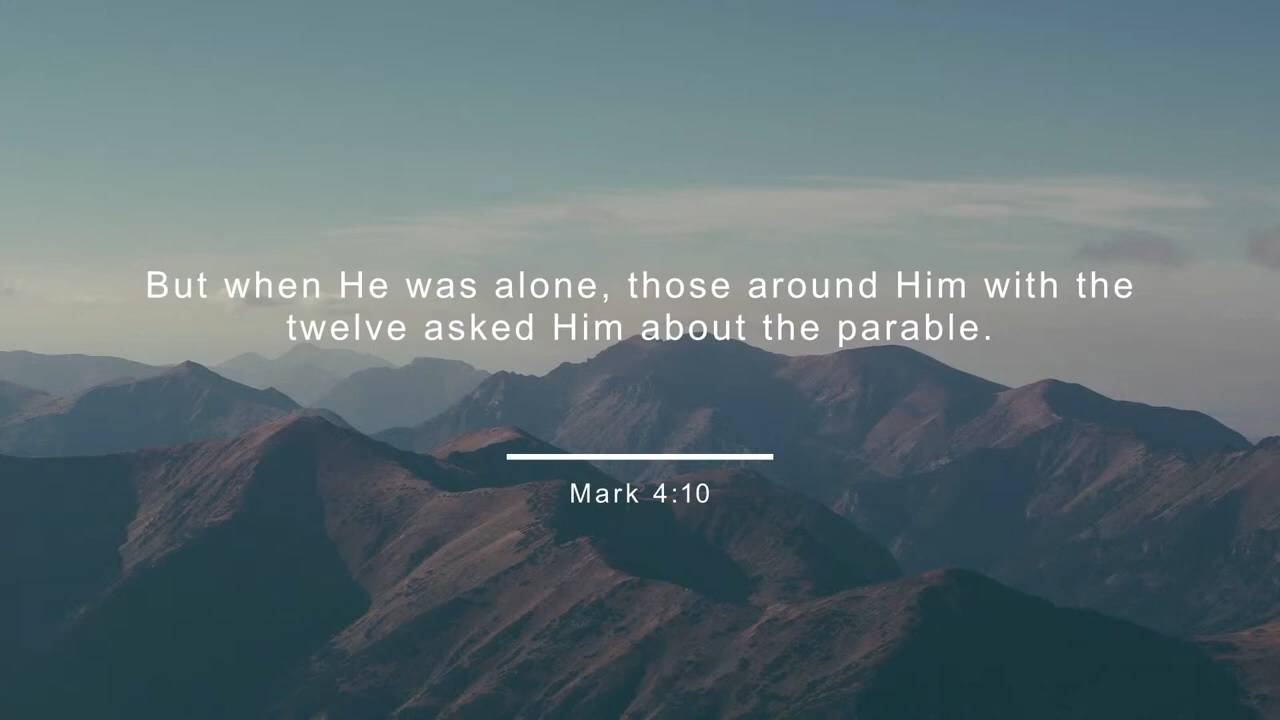 But when He was alone, those around Him with the
twelve asked Him about the parable.
Mark 4:10